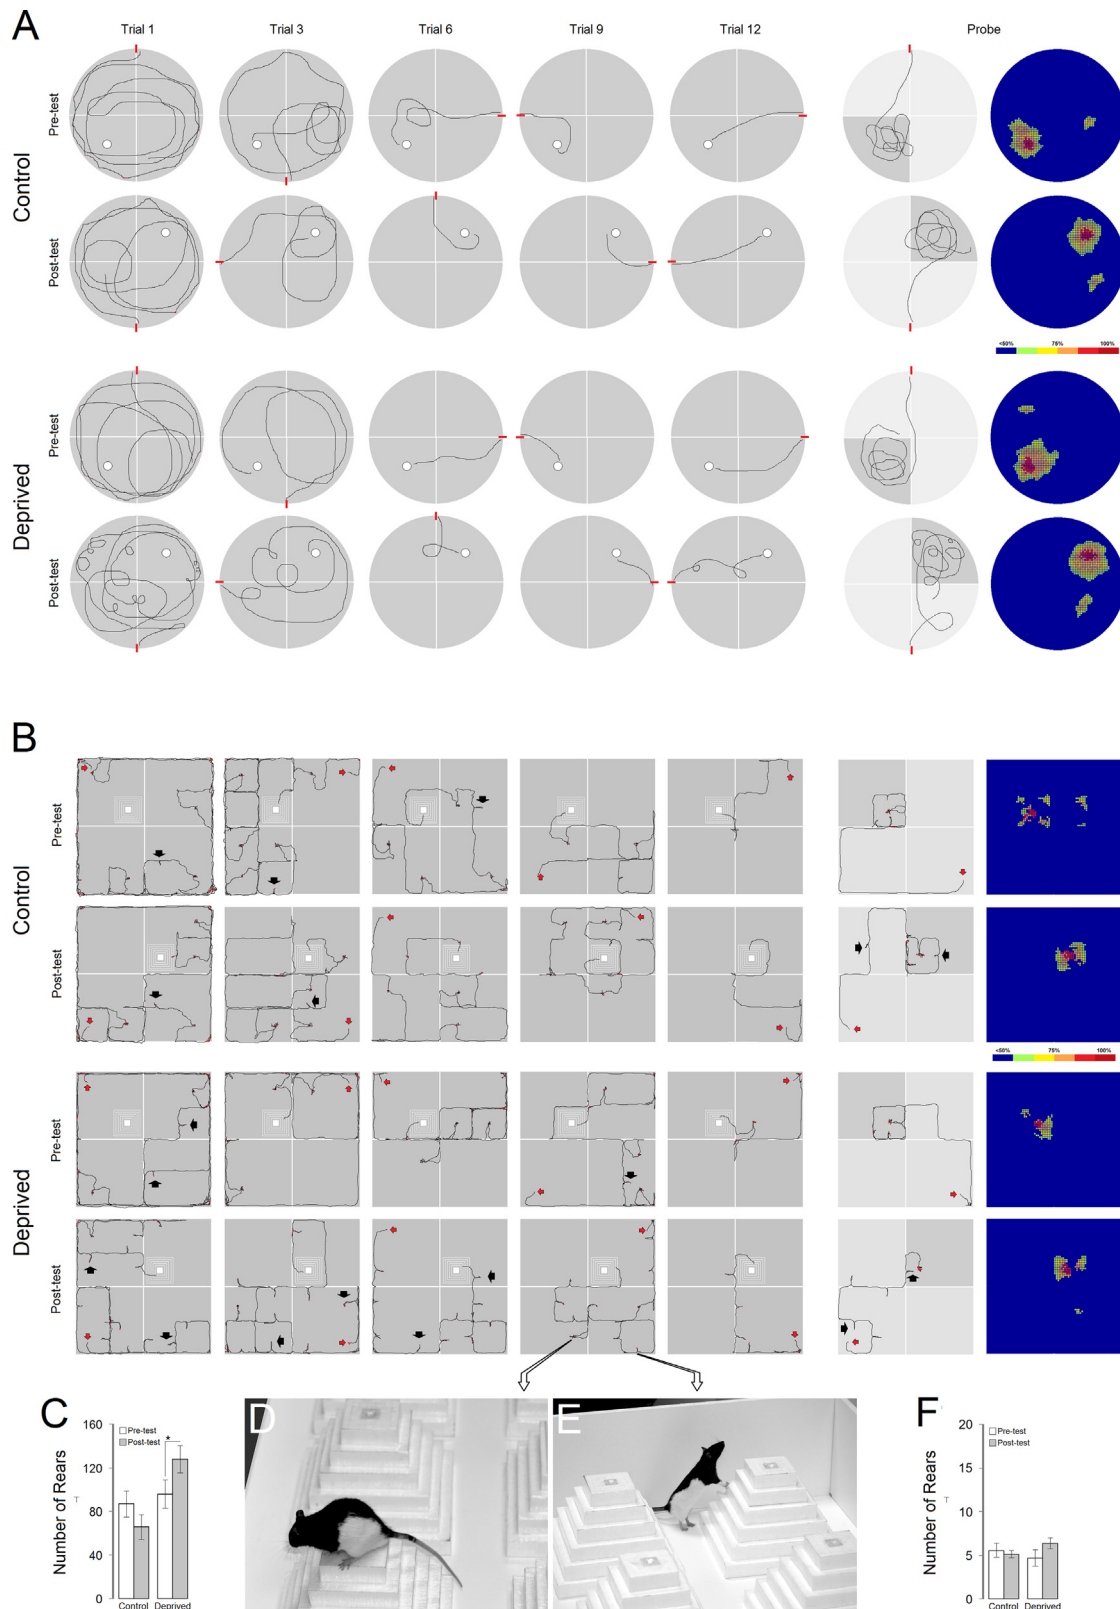 A
Trial 1 Trial 3 Trial 6 Trial 9 Trial 12 Probe
Control
Pre-test
Post-test
<50% 75% 100%
Deprived
Pre-test
Post-test
B
Control
Pre-test
Post-test
<50% 75% 100%
Deprived
Pre-test
Post-test
C
160
120
80
40
0
Number of Rears
Pre-test
Post-test
*
Control Deprived
D
E
F
20
15
10
5
0
Number of Rears
Pre-test
Post-test
Control Deprived